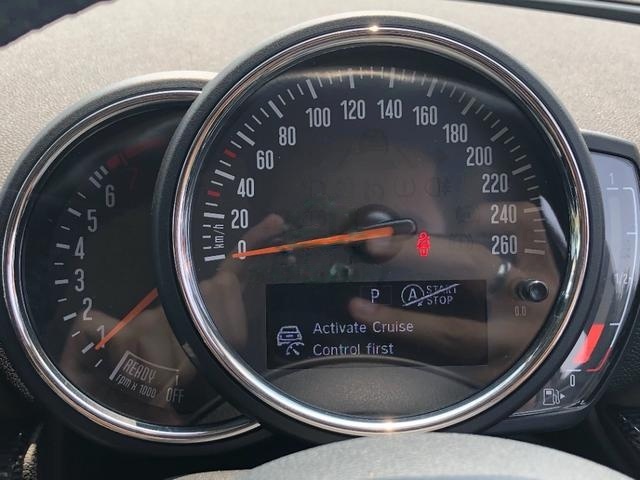 7
6
5
4
3
2
1
READY
rpm x 1000
OFF
0
20
40
60
80
100
120
140
160
180
200
220
240
260
km/h
P
A START
STOP
0.0
Activate Cruise
Control first
1
1/2
0